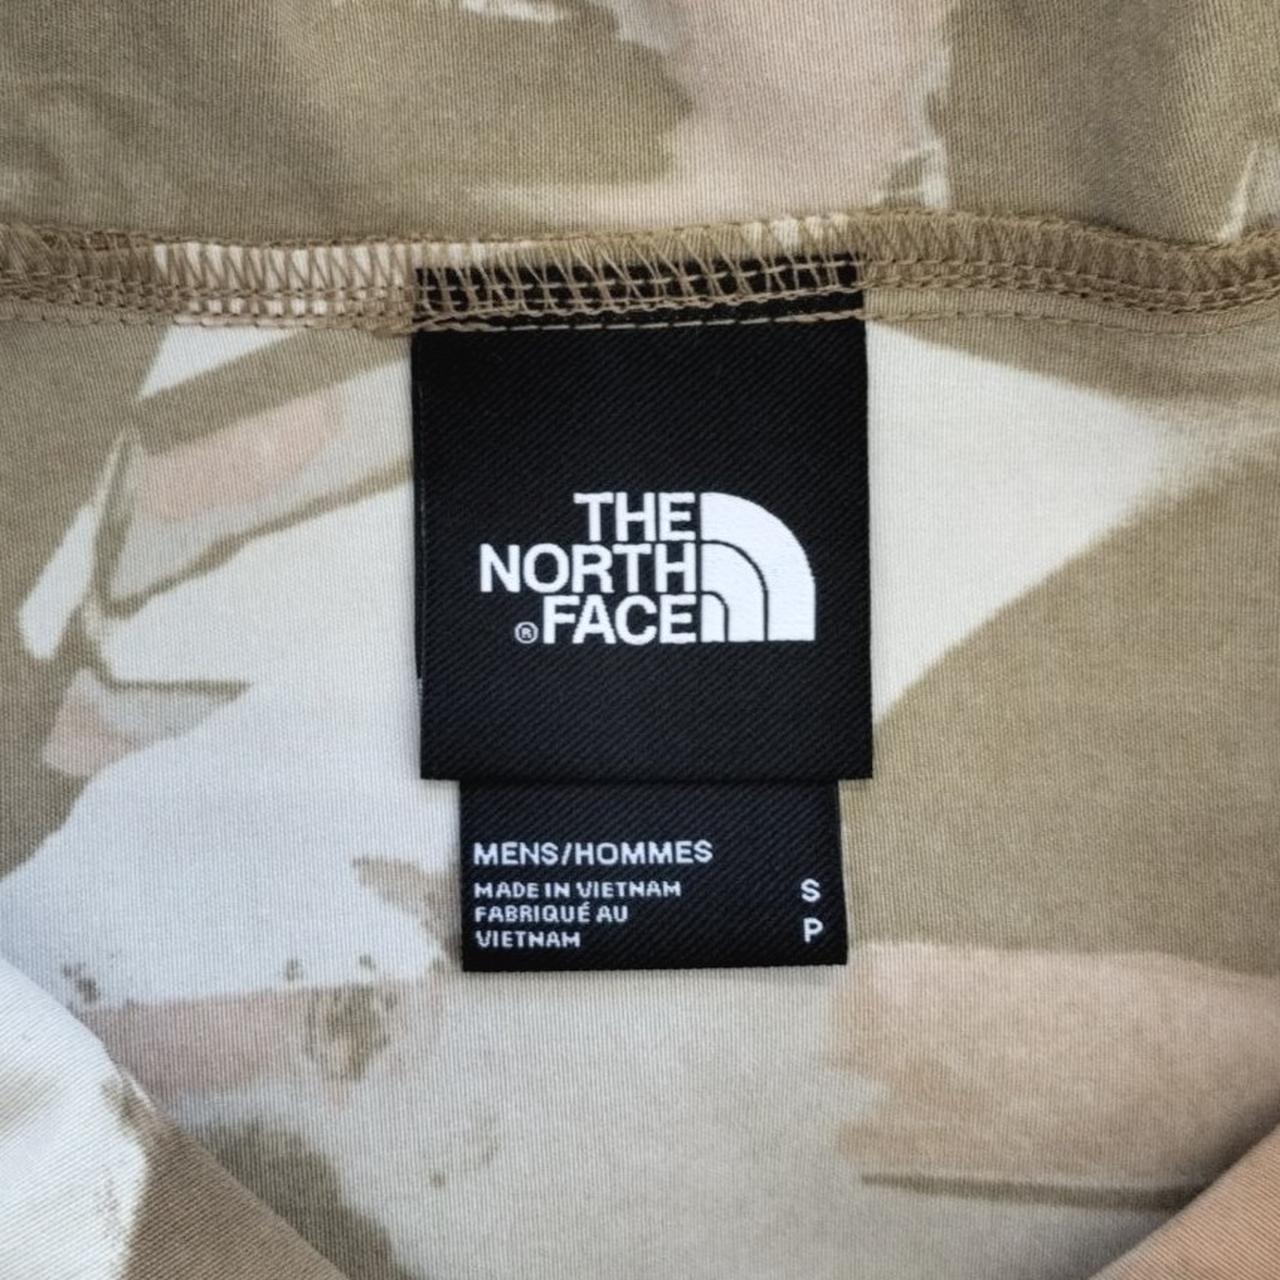 THE
NORTH
®FACE
MENS/HOMMES
MADE IN VIETNAM
FABRIQUÉ AU
VIETNAM
S
P